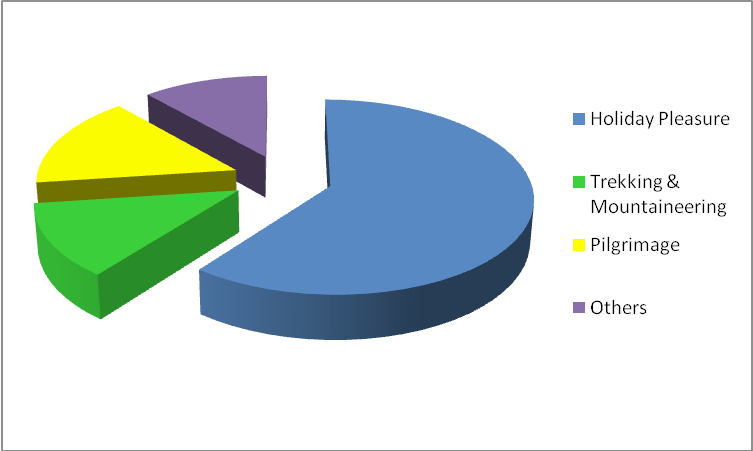 Holiday Pleasure
Trekking &
Mountaineering
Pilgrimage
Others